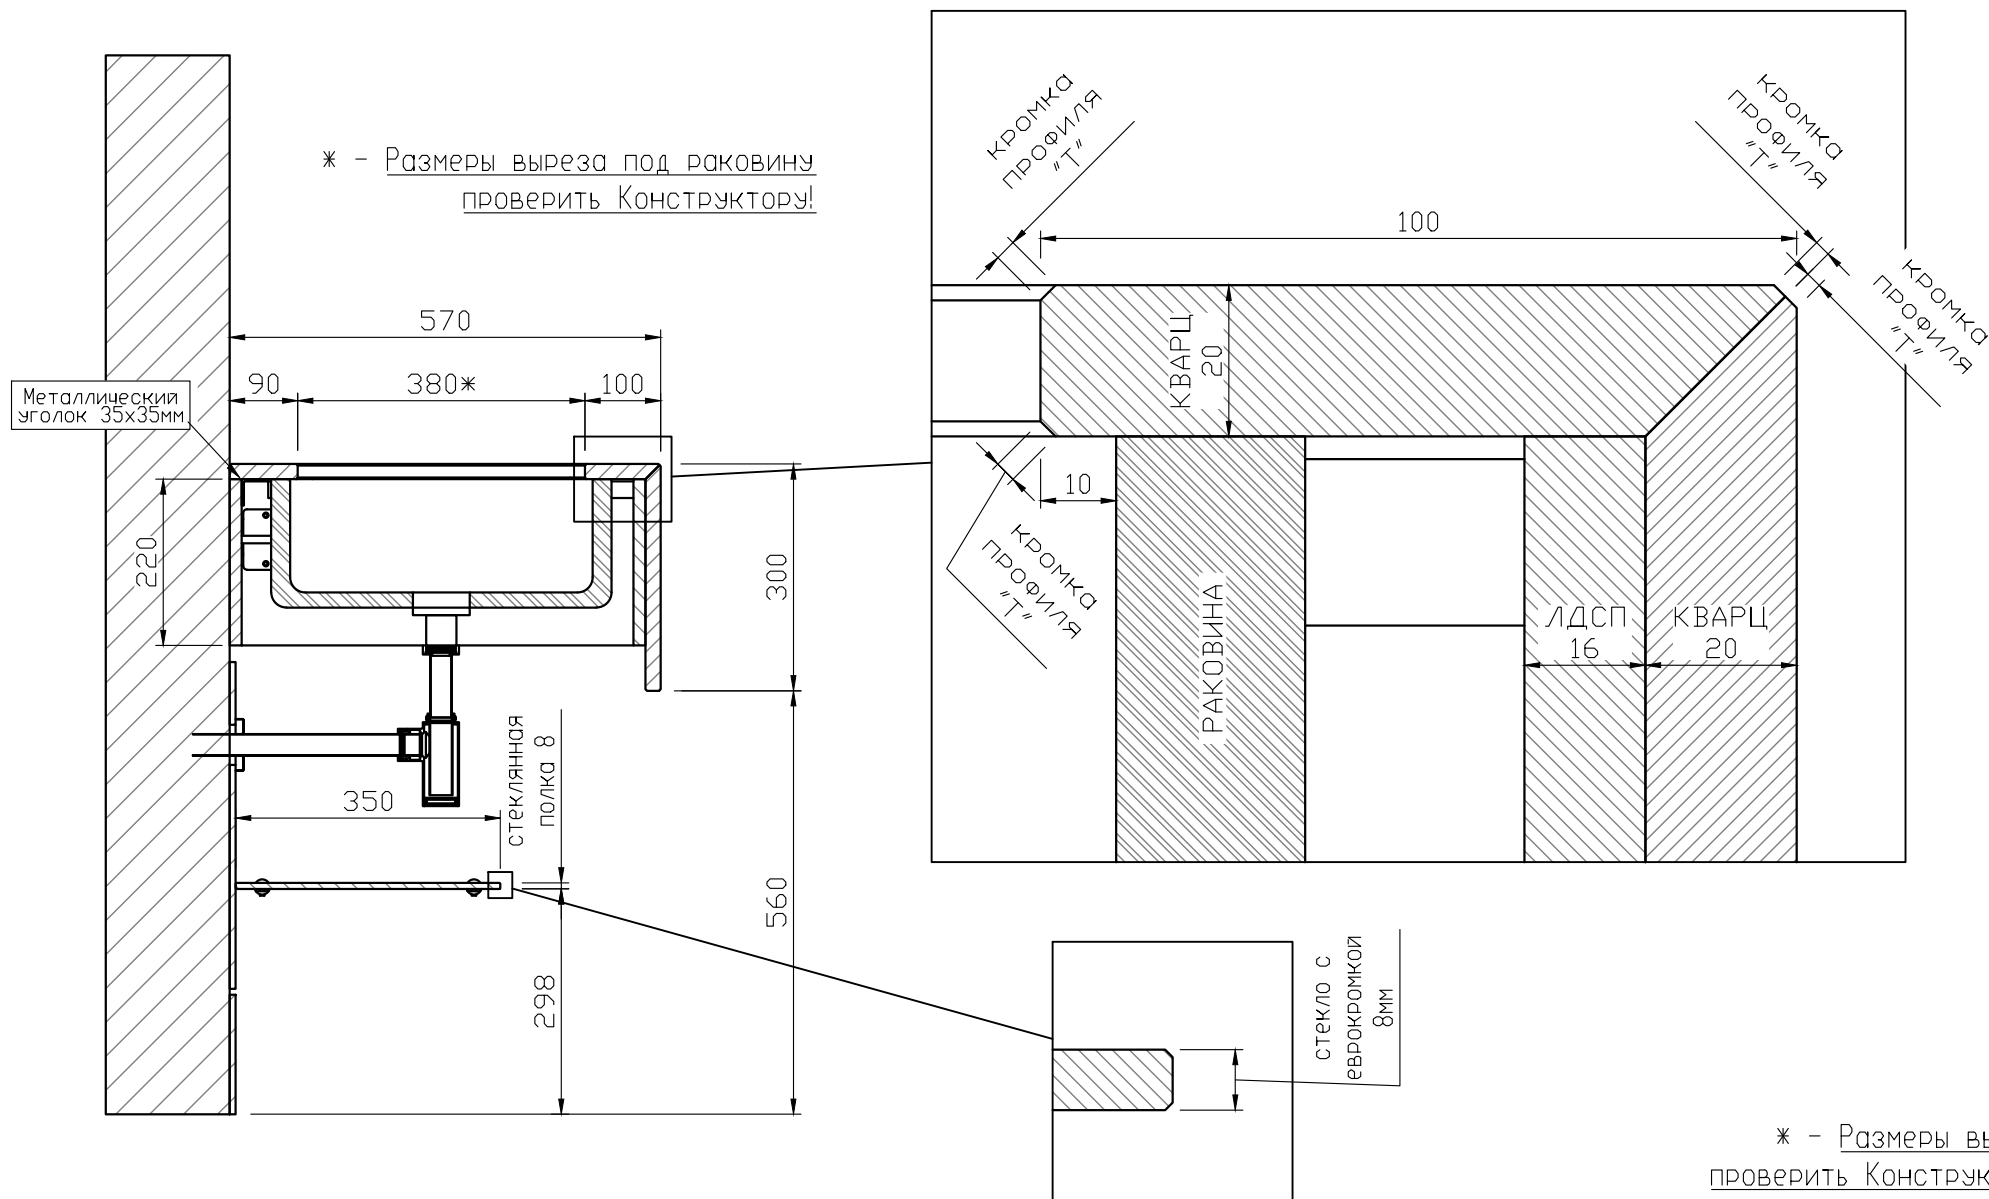 * - Размеры выреза под раковину
проверить Конструктору!
570
90
380*
100
Металлический
уголок 35x35мм
220
300
560
350
стеклянная
полка 8
298
кромка
профиля
"Т"
кромка
профиля
"Т"
кромка
профиля
"Т"
100
КВАРЦ
20
10
кромка
профиля
"Т"
РАКОВИНА
ЛДСП
16
КВАРЦ
20
стекло с
еврокромкой
8мм
* - Размеры вы
проверить Конструк